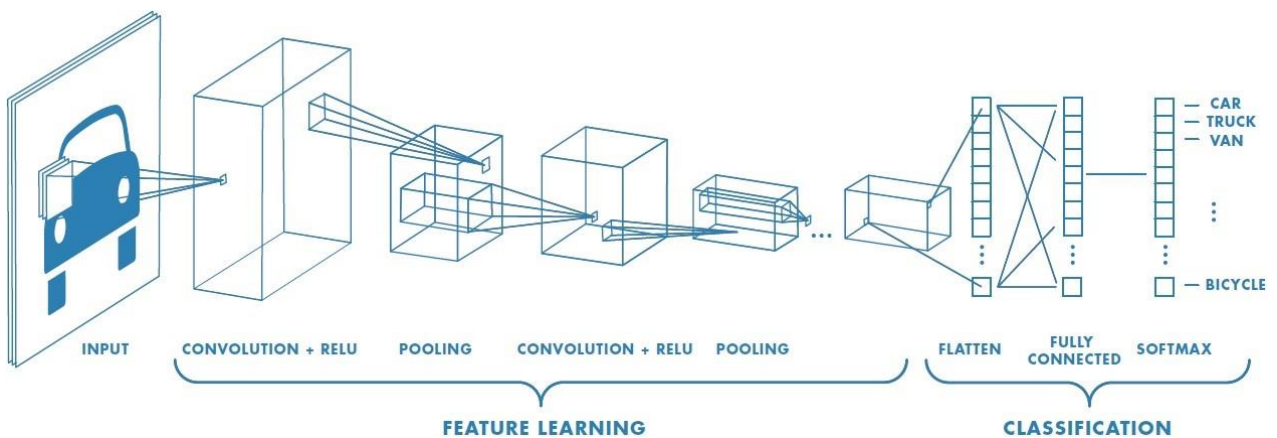 CAR
TRUCK
VAN
BICYCLE
INPUT
CONVOLUTION + RELU
POOLING
CONVOLUTION + RELU
POOLING
FLATTEN
FULLY
CONNECTED
SOFTMAX
FEATURE LEARNING
CLASSIFICATION